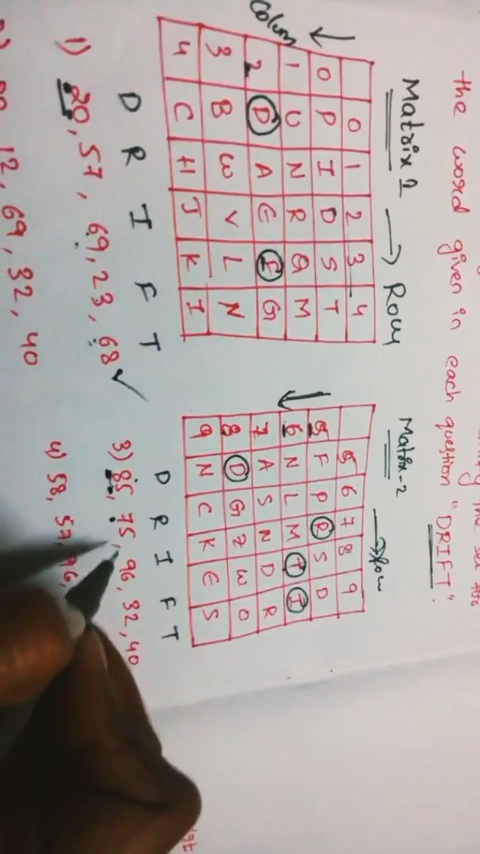 the word given in each question "DRIFT".
Matrix 1 → Row
Matrix-2 → Row
Colum
0 1 2 3 4
0 P I D S T
1 U N R Q M
2 D A E F G
3 B W V L N
4 C H J K I
5 6 7 8 9
5 F P R S D
6 N L M T I
7 A S N D R
8 D G Z W O
9 N C K E S
D R I F T
1) 20, 57, 69, 23, 68 ✓
D R I F T
3) 85, 75, 96, 32, 40
12, 69, 32, 40
4) 58, 57, 96,